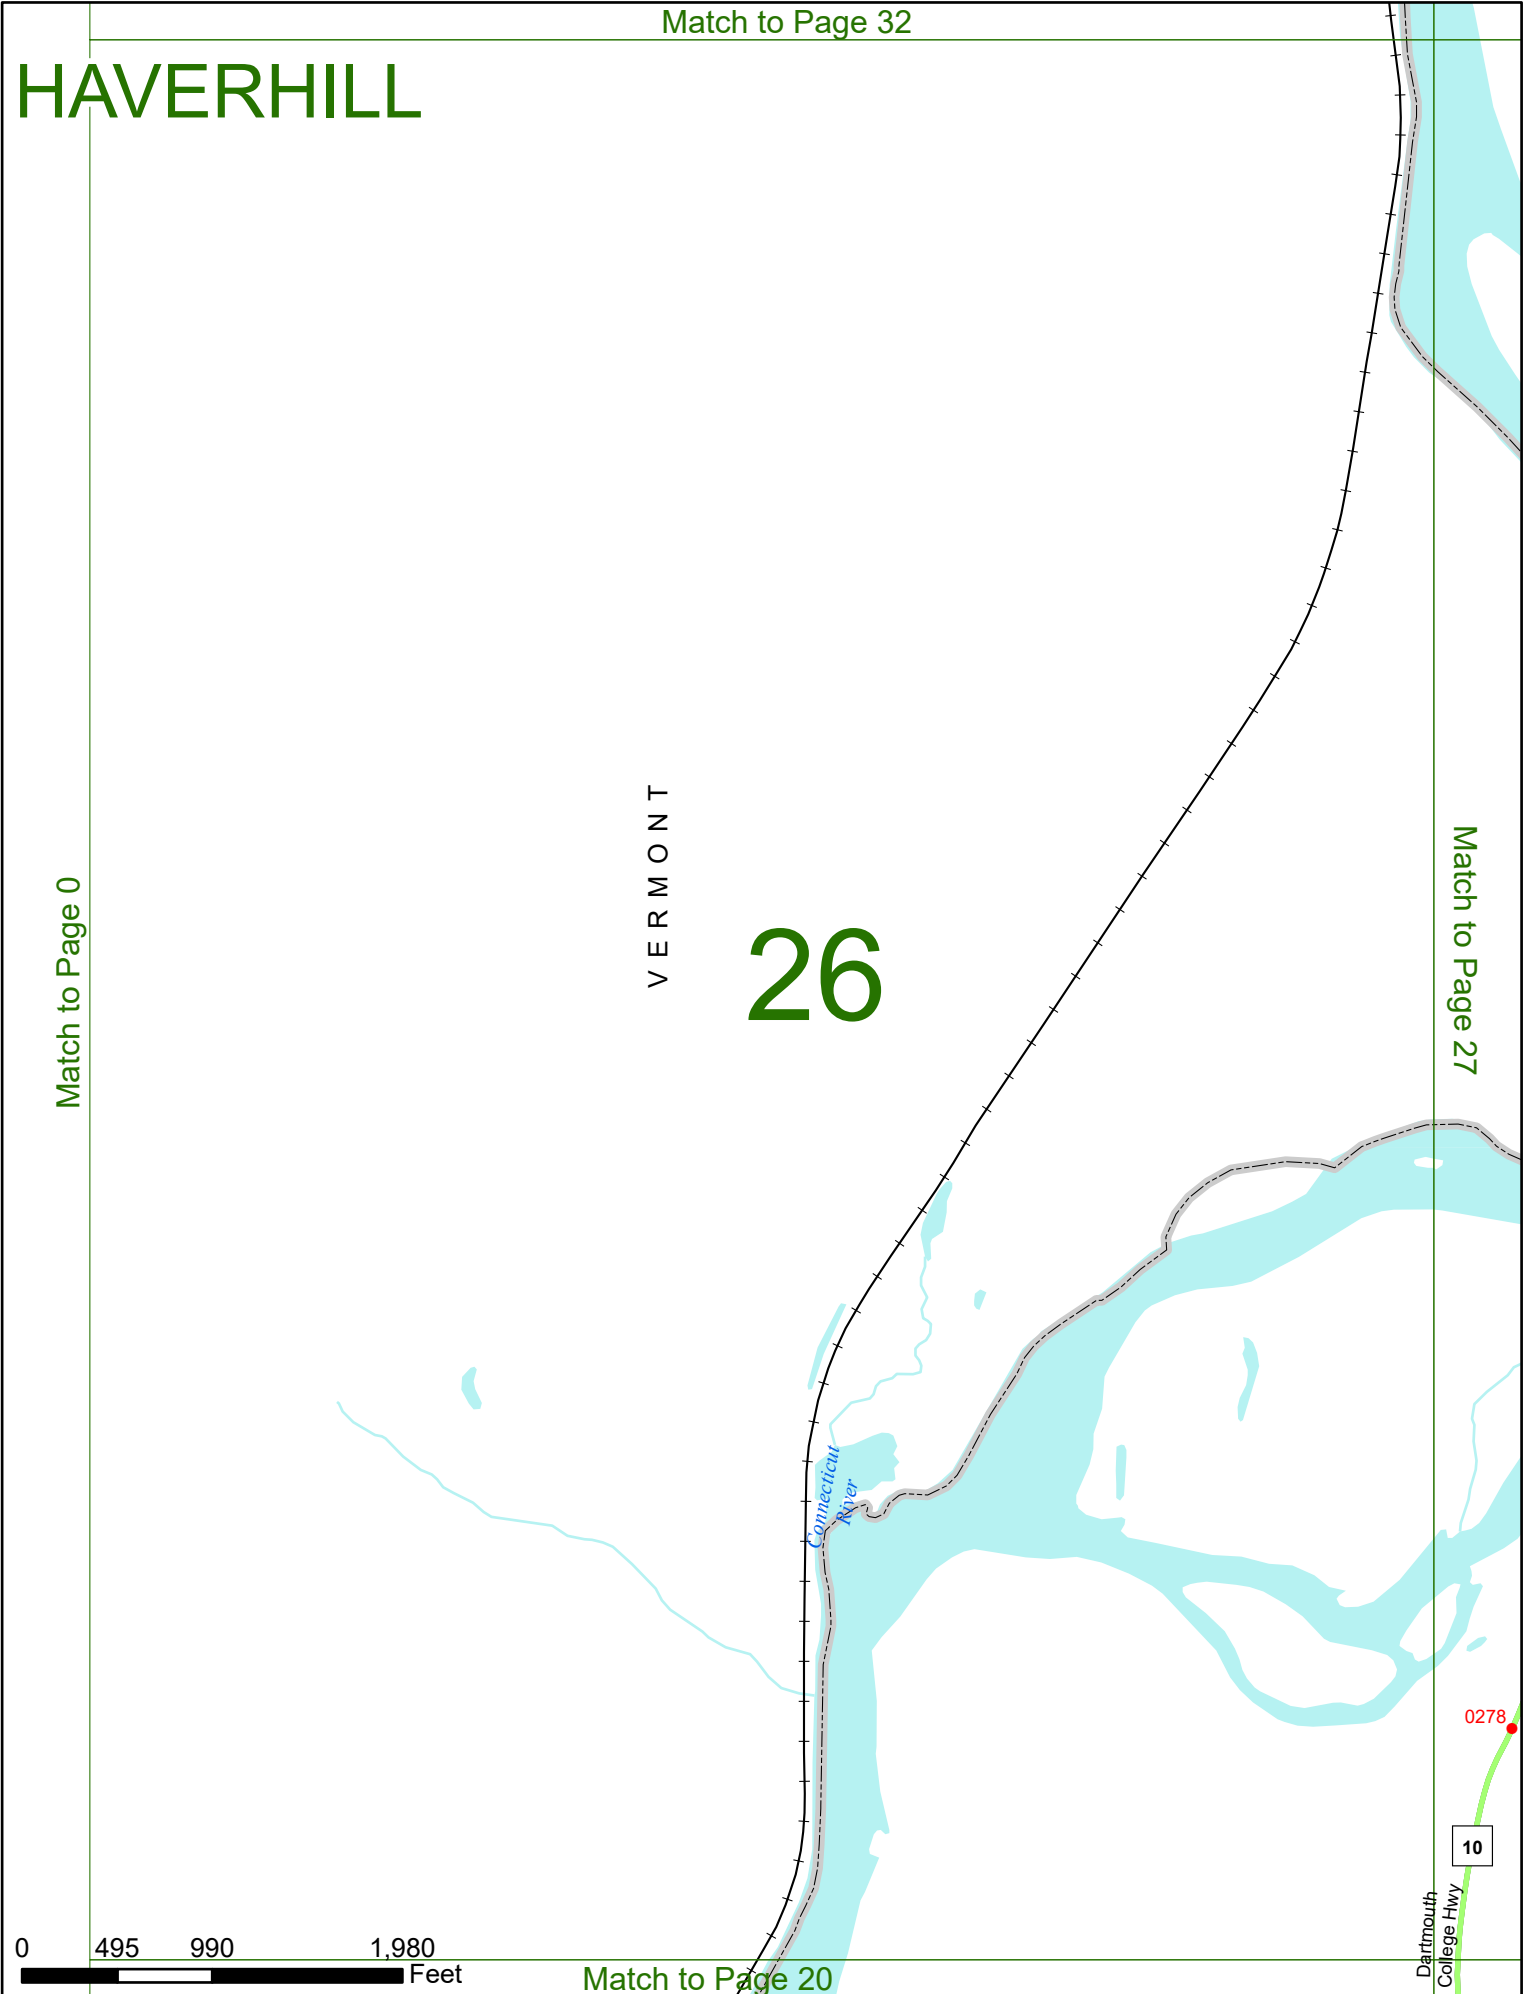 Match to Page 32
HAVERHILL
VERMONT
26
Match to Page 0
Match to Page 27
Connecticut
River
0278
10
Dartmouth
College Hwy
0 495 990 1,980
Feet
Match to Page 20